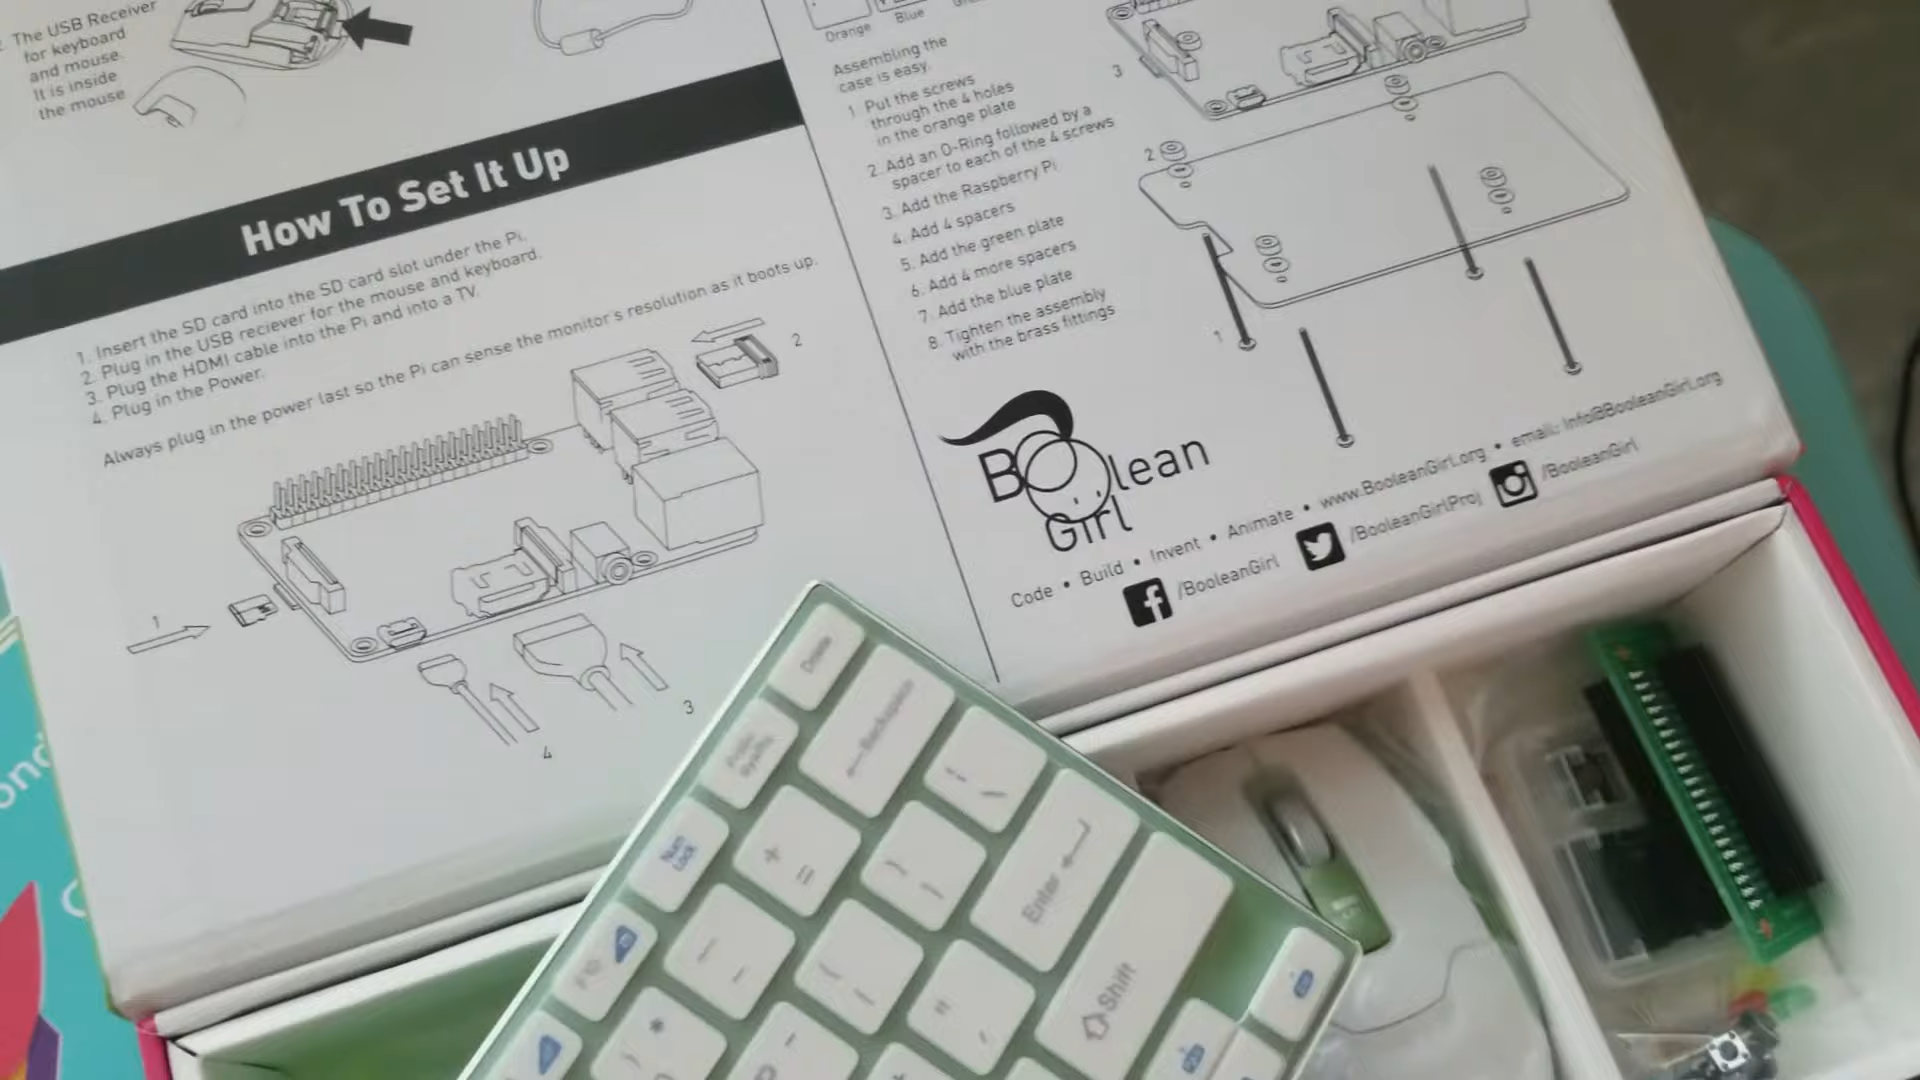 The USB Receiver
for keyboard
and mouse.
It is inside
the mouse
How To Set It Up
1. Insert the SD card into the SD card slot under the Pi.
2. Plug in the USB reciever for the mouse and keyboard.
3. Plug the HDMI cable into the Pi and into a TV.
4. Plug in the Power.
Always plug in the power last so the Pi can sense the monitor's resolution as it boots up.
1
2
3
4
Orange
Blue
Assembling the
case is easy.
1. Put the screws
through the 4 holes
in the orange plate
2. Add an O-Ring followed by a
spacer to each of the 4 screws
3. Add the Raspberry Pi
4. Add 4 spacers
5. Add the green plate
6. Add 4 more spacers
7. Add the blue plate
8. Tighten the assembly
with the brass fittings
3
2
1
Boolean
Girl
Code • Build • Invent • Animate • www.BooleanGirl.org • email: Info@BooleanGirl.org
/BooleanGirl
/BooleanGirlProj
/BooleanGirl
Delete
Backspace
Num
Lock
+
=
Enter
Shift